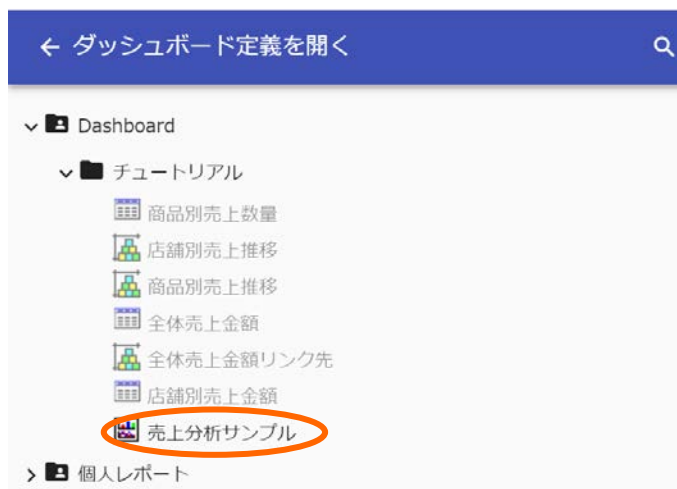 ダッシュボード定義を開く
Dashboard
チュートリアル
商品別売上数量
店舗別売上推移
商品別売上推移
全体売上金額
全体売上金額リンク先
店舗別売上金額
売上分析サンプル
個人レポート